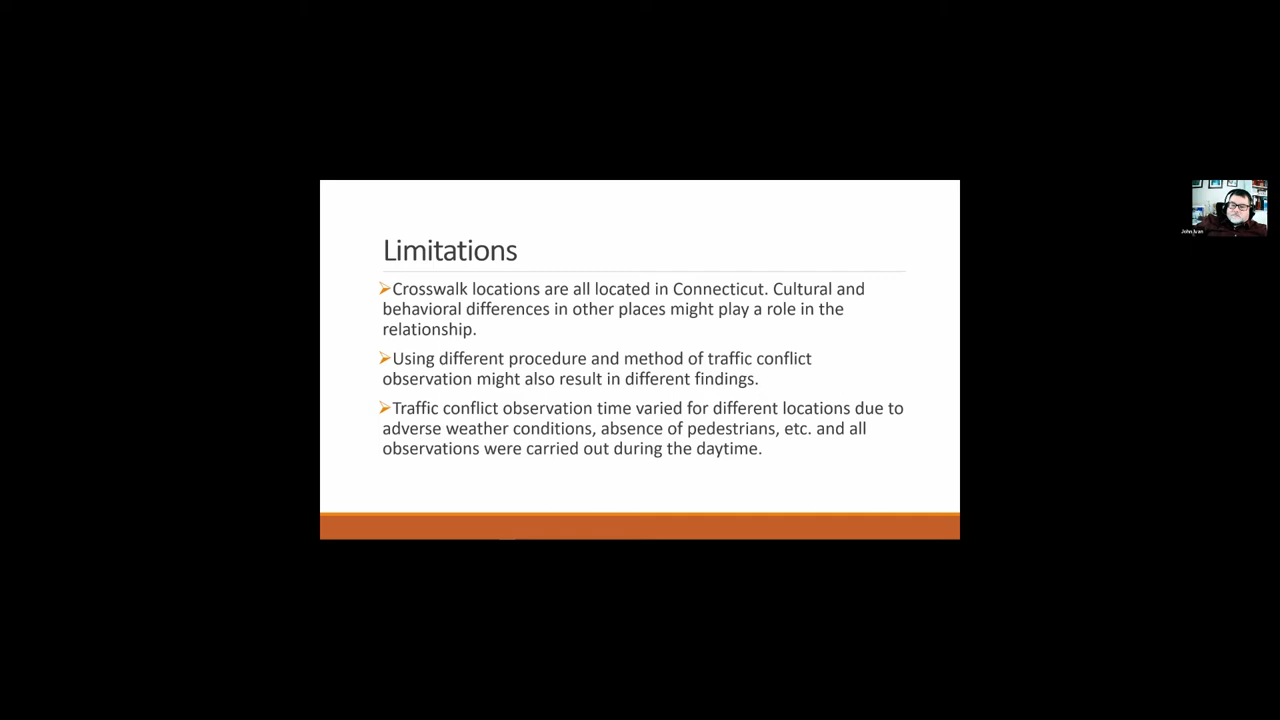 Limitations
➢Crosswalk locations are all located in Connecticut. Cultural and
behavioral differences in other places might play a role in the
relationship.
➢Using different procedure and method of traffic conflict
observation might also result in different findings.
➢Traffic conflict observation time varied for different locations due to
adverse weather conditions, absence of pedestrians, etc. and all
observations were carried out during the daytime.
John Ivan